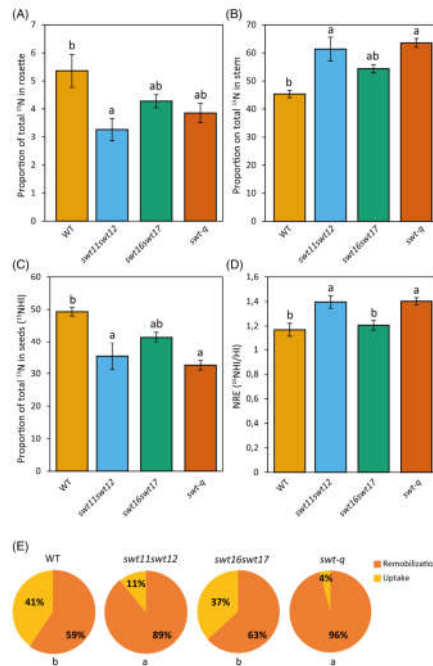 (A)
Proportion of total ¹⁵N in rosette
7
6
5
4
3
2
1
0
b
a
ab
ab
WT
swt11swt12
swt16swt17
swt-q
(B)
Proportion on total ¹⁵N in stem
70
60
50
40
30
20
10
0
b
a
ab
a
WT
swt11swt12
swt16swt17
swt-q
(C)
Proportion of total ¹⁵N in seeds (¹⁵NHI)
60
50
40
30
20
10
0
b
a
ab
a
WT
swt11swt12
swt16swt17
swt-q
(D)
NRE (¹⁵NHI/HI)
1,6
1,4
1,2
1
0,8
0,6
0,4
0,2
0
b
a
b
a
WT
swt11swt12
swt16swt17
swt-q
(E)
WT
swt11swt12
swt16swt17
swt-q
Remobilizatio
Uptake
41%
59%
11%
89%
37%
63%
4%
96%
b
a
b
a